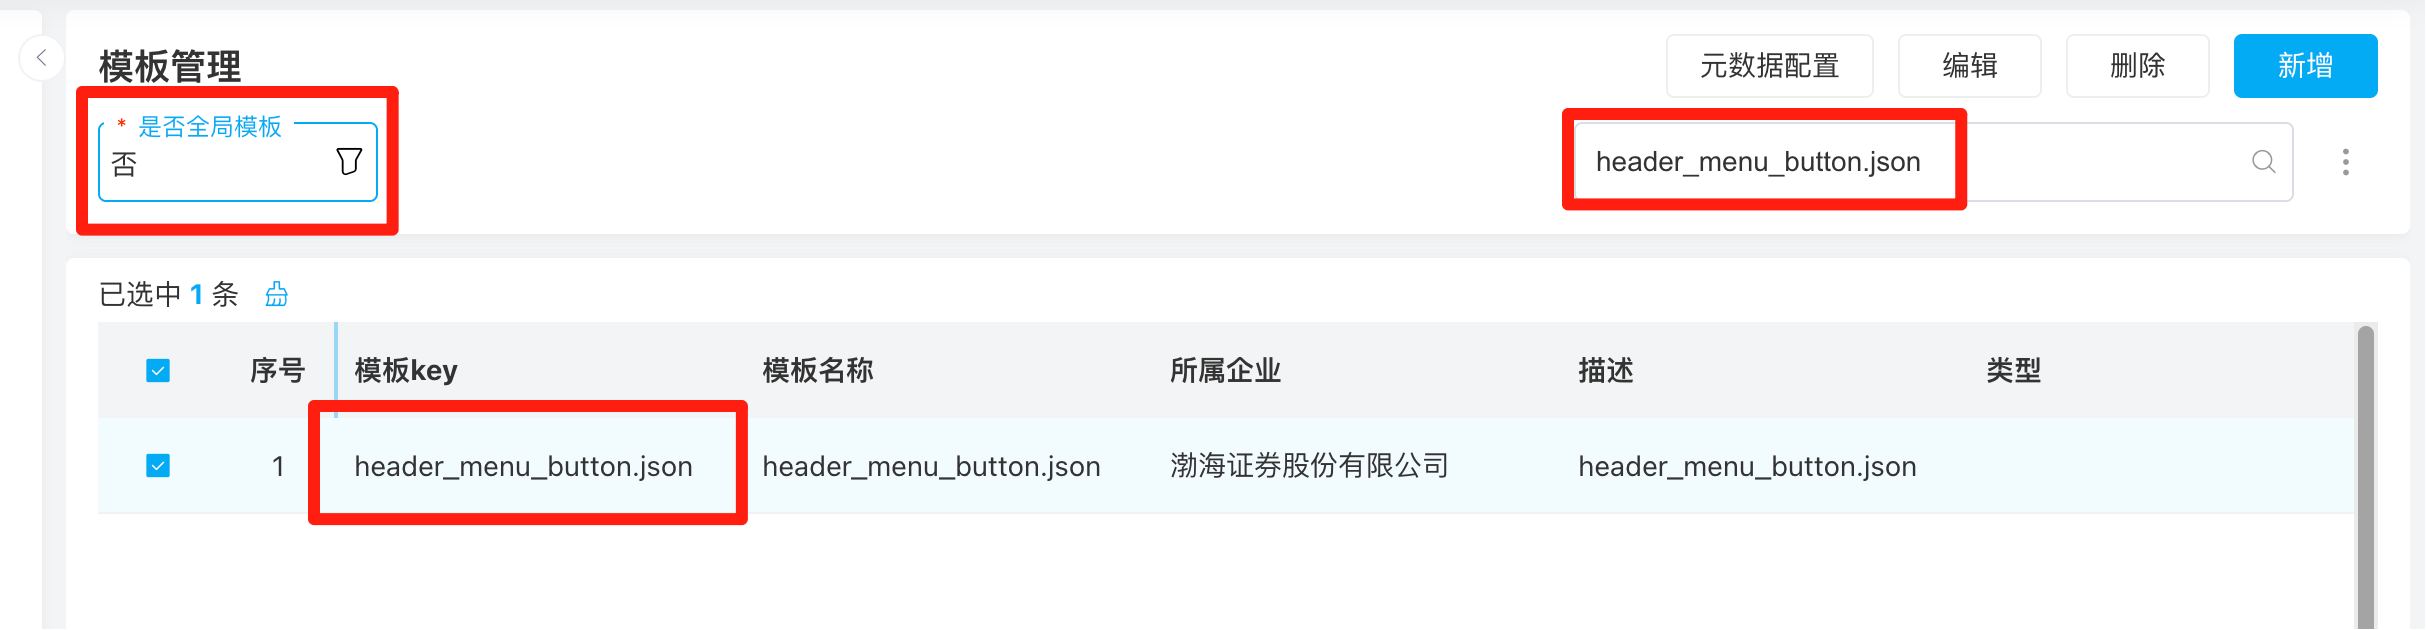 模板管理
元数据配置 编辑 删除 新增
* 是否全局模板
否
header_menu_button.json
已选中 1 条
序号 模板key 模板名称 所属企业 描述 类型
1 header_menu_button.json header_menu_button.json 渤海证券股份有限公司 header_menu_button.json